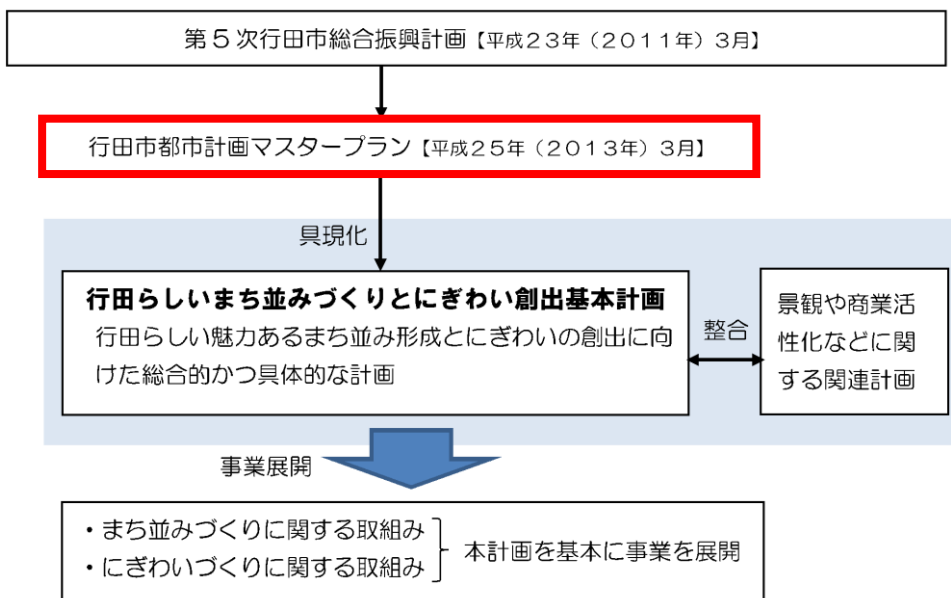 第5次行田市総合振興計画【平成23年（2011年）3月】
行田市都市計画マスタープラン【平成25年（2013年）3月】
具現化
行田らしいまち並みづくりとにぎわい創出基本計画
行田らしい魅力あるまち並み形成とにぎわいの創出に向
けた総合的かつ具体的な計画
整合
景観や商業活
性化などに関
する関連計画
事業展開
・まち並みづくりに関する取組み
・にぎわいづくりに関する取組み
本計画を基本に事業を展開